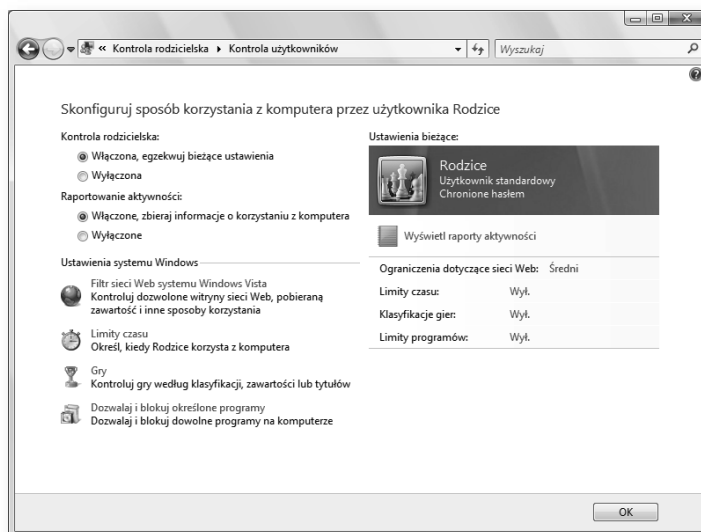 « Kontrola rodzicielska ▸ Kontrola użytkowników
Wyszukaj
Skonfiguruj sposób korzystania z komputera przez użytkownika Rodzice
Kontrola rodzicielska:
Włączona, egzekwuj bieżące ustawienia
Wyłączona
Raportowanie aktywności:
Włączone, zbieraj informacje o korzystaniu z komputera
Wyłączone
Ustawienia systemu Windows
Filtr sieci Web systemu Windows Vista
Kontroluj dozwolone witryny sieci Web, pobieraną
zawartość i inne sposoby korzystania
Limity czasu
Określ, kiedy Rodzice korzysta z komputera
Gry
Kontroluj gry według klasyfikacji, zawartości lub tytułów
Dozwalaj i blokuj określone programy
Dozwalaj i blokuj dowolne programy na komputerze
Ustawienia bieżące:
Rodzice
Użytkownik standardowy
Chronione hasłem
Wyświetl raporty aktywności
Ograniczenia dotyczące sieci Web: Średni
Limity czasu: Wył.
Klasyfikacje gier: Wył.
Limity programów: Wył.
OK